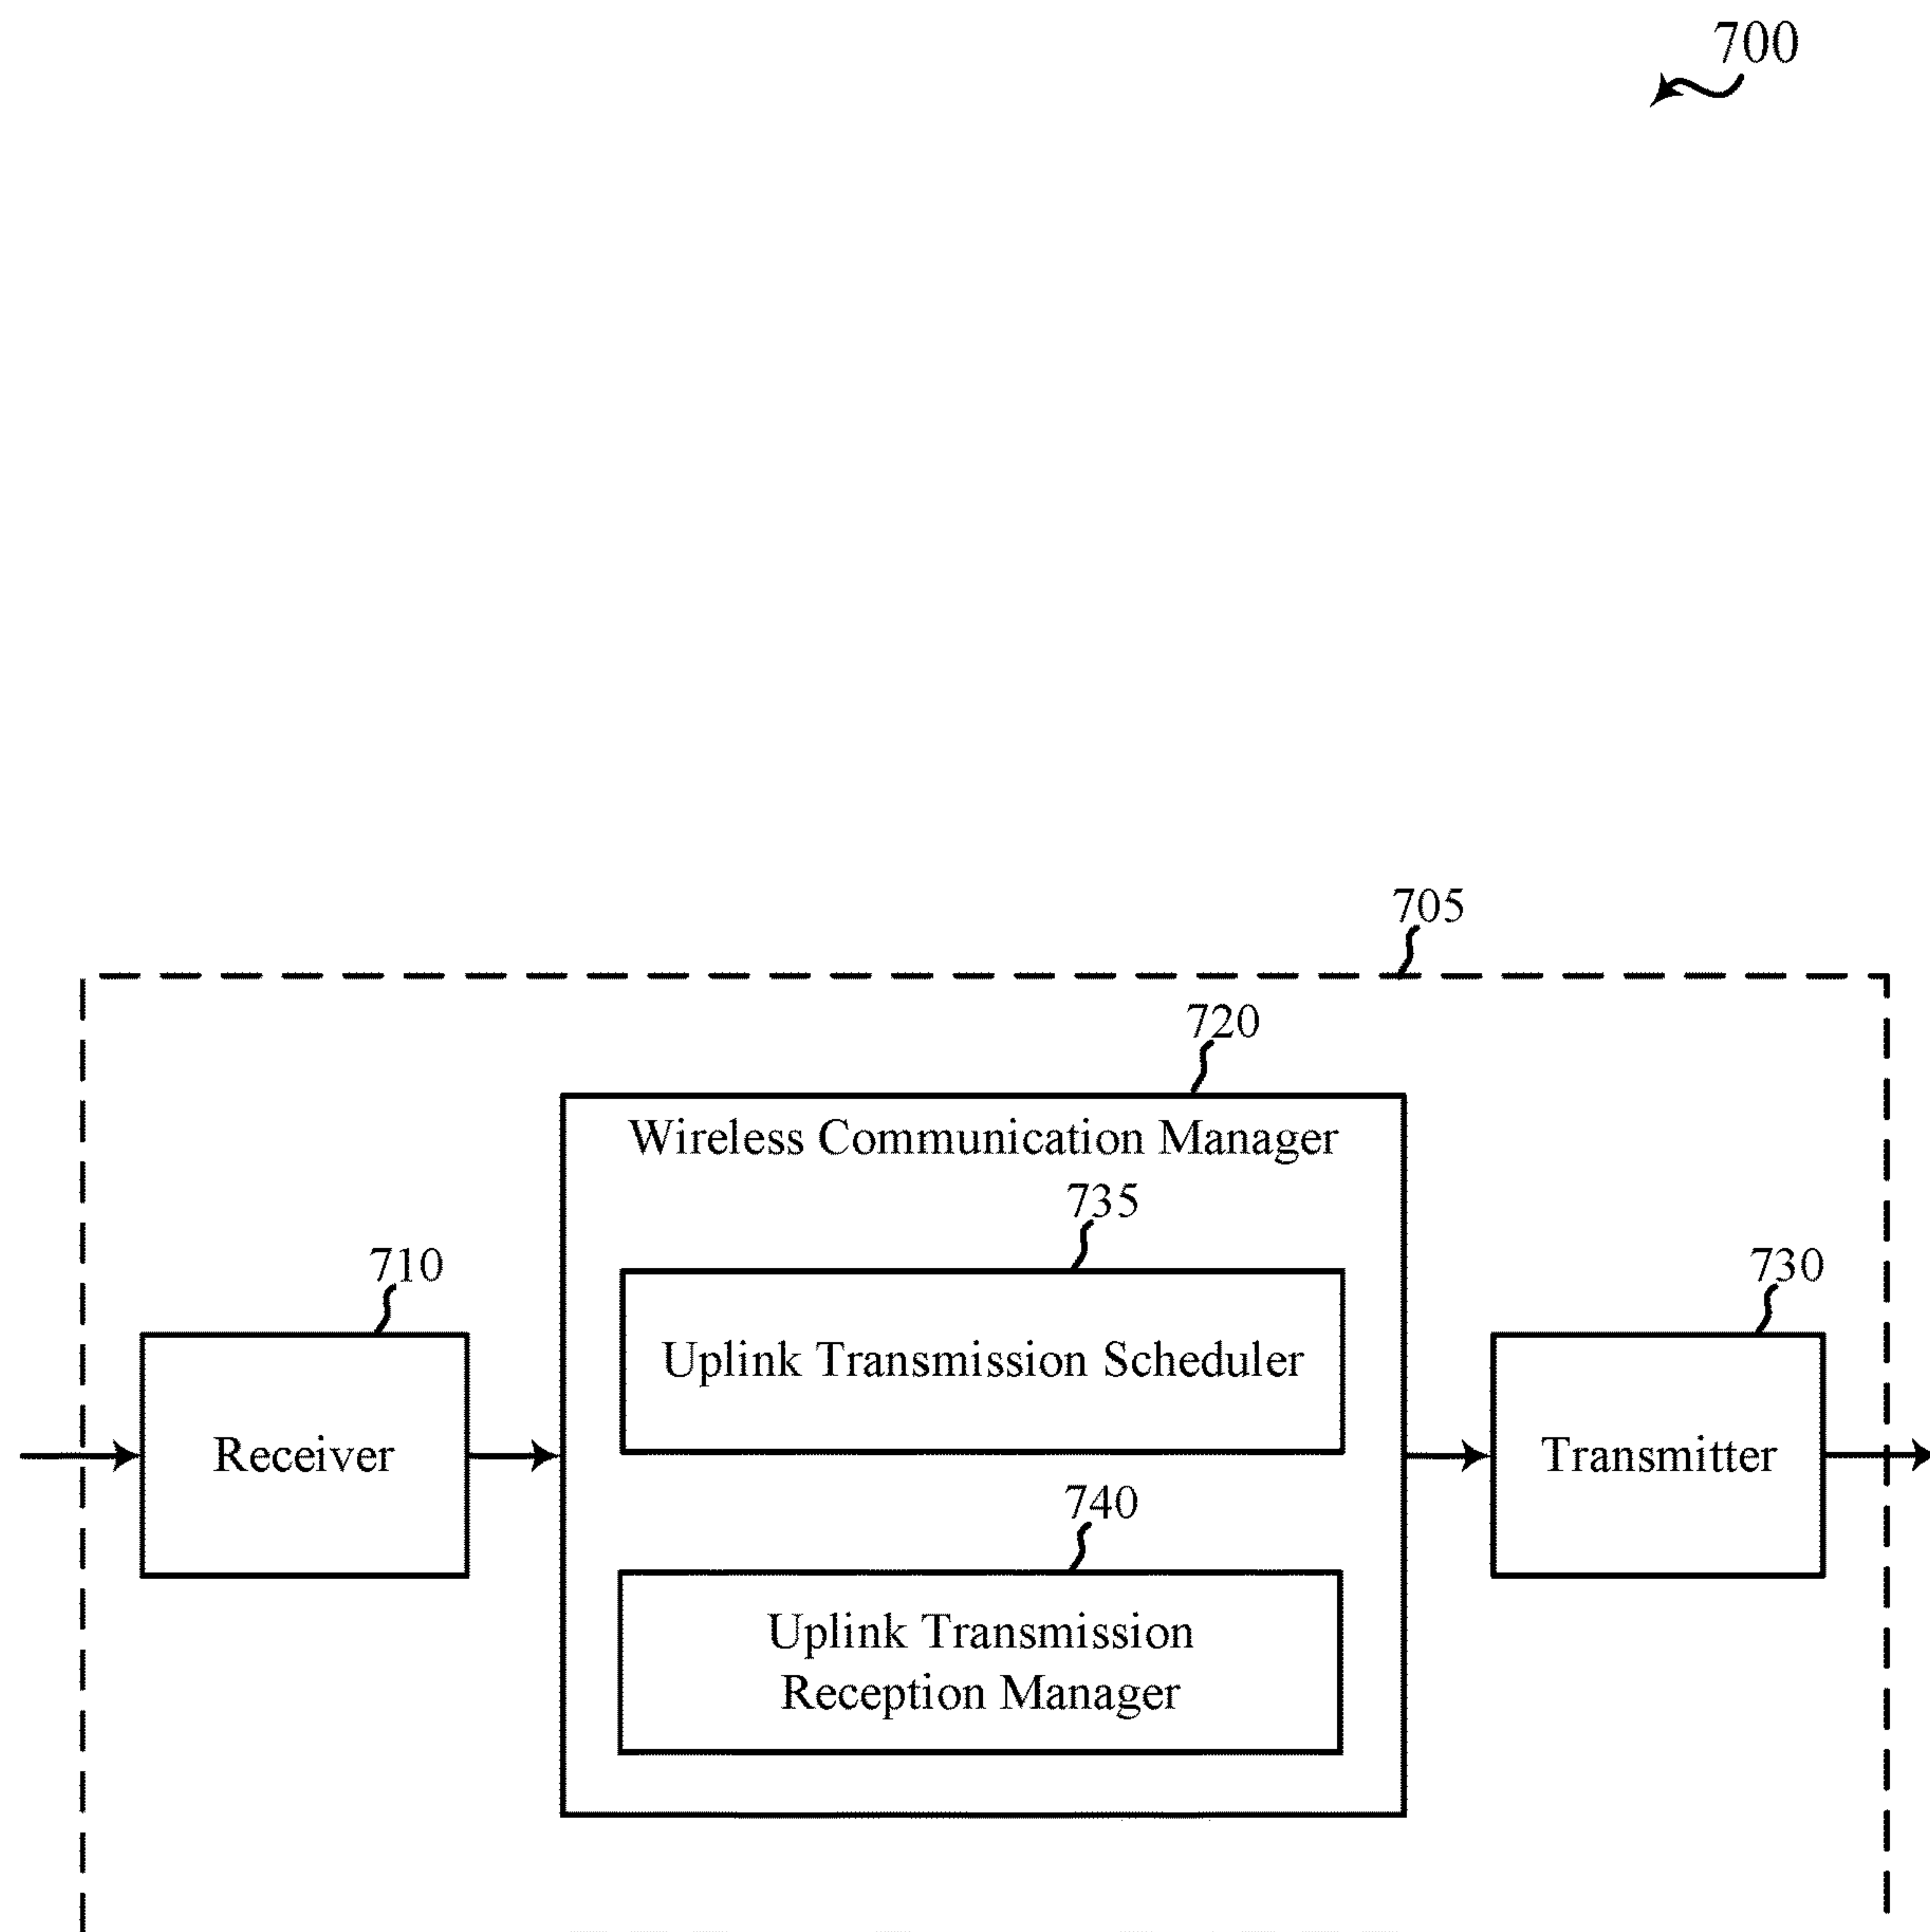 700
705
720
Wireless Communication Manager
735
710
730
Uplink Transmission Scheduler
Receiver
Transmitter
740
Uplink Transmission
Reception Manager